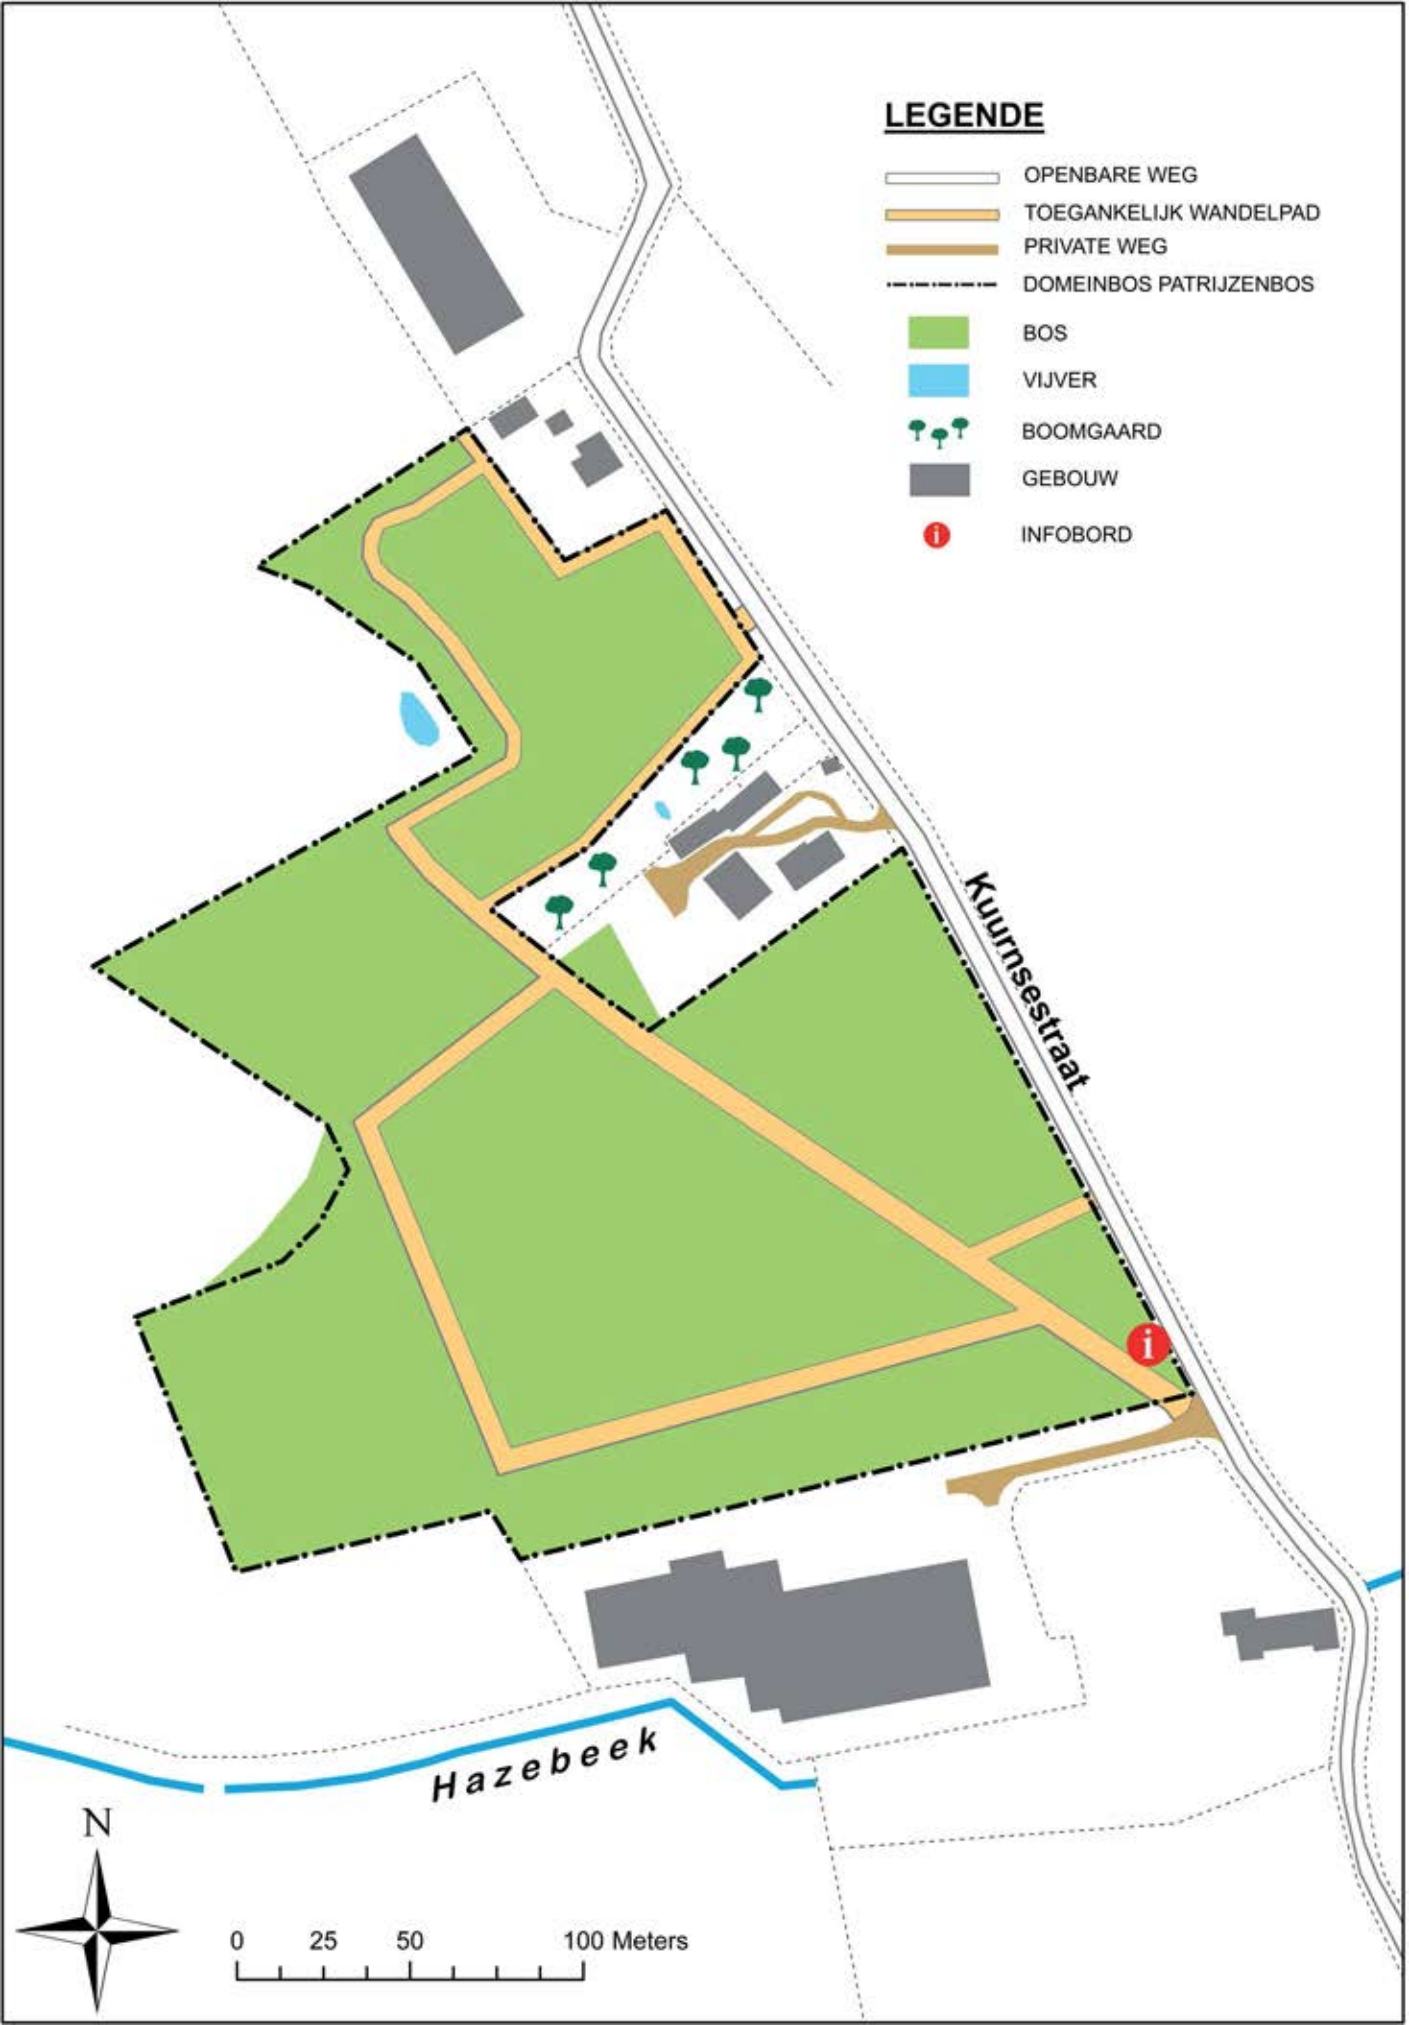 LEGENDE
OPENBARE WEG
TOEGANKELIJK WANDELPAD
PRIVATE WEG
DOMEINBOS PATRIJZENBOS
BOS
VIJVER
BOOMGAARD
GEBOUW
i INFOBORD
Kuurnsestraat
i
Hazebeek
N
0 25 50 100 Meters